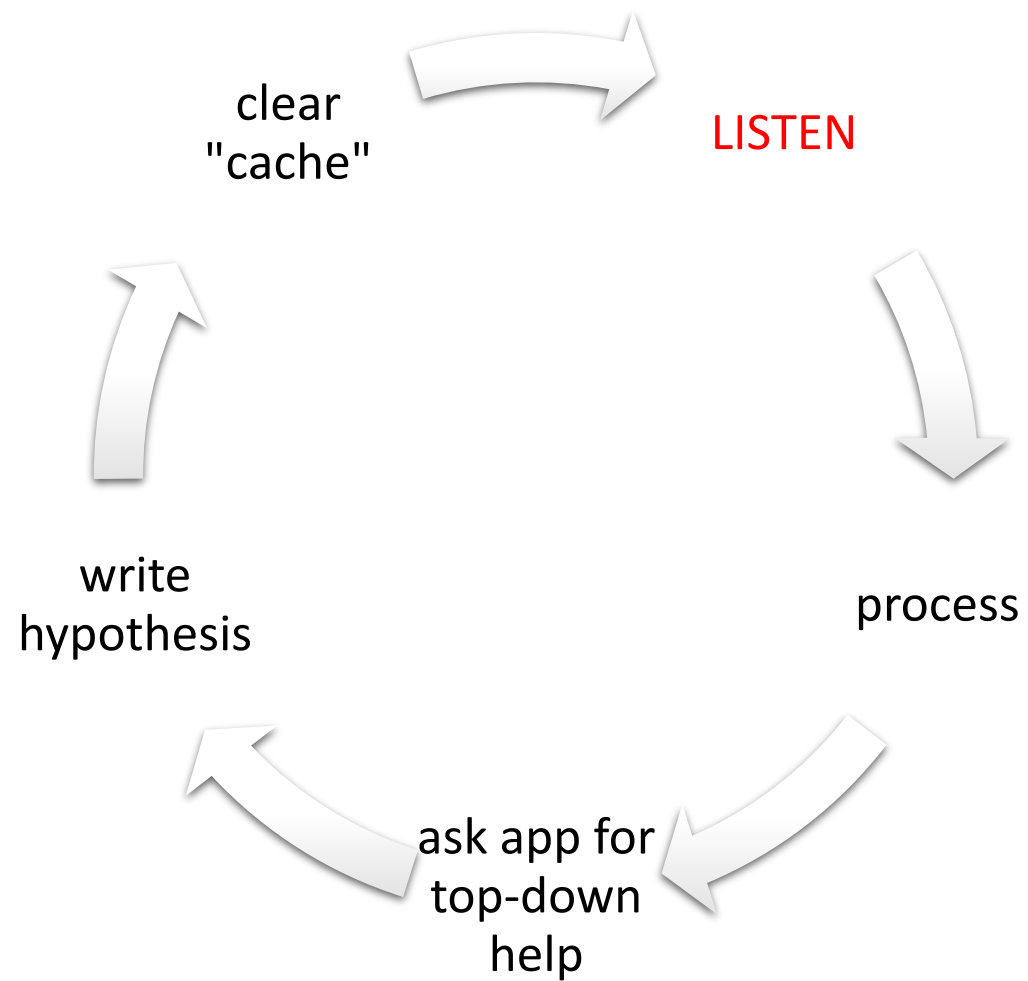 clear
"cache"
LISTEN
process
ask app for
top-down
help
write
hypothesis